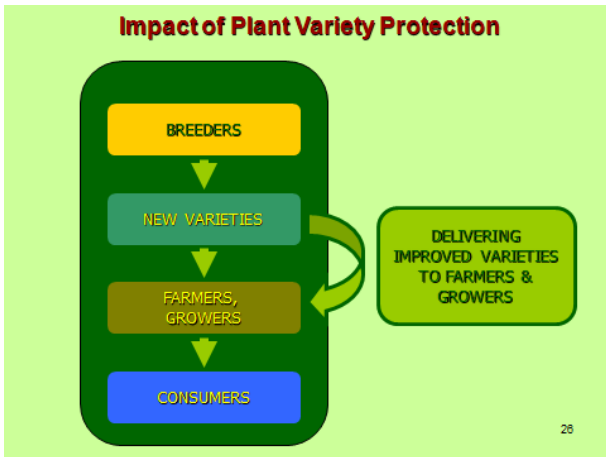 Impact of Plant Variety Protection
BREEDERS
NEW VARIETIES
FARMERS,
GROWERS
CONSUMERS
DELIVERING
IMPROVED VARIETIES
TO FARMERS &
GROWERS
26